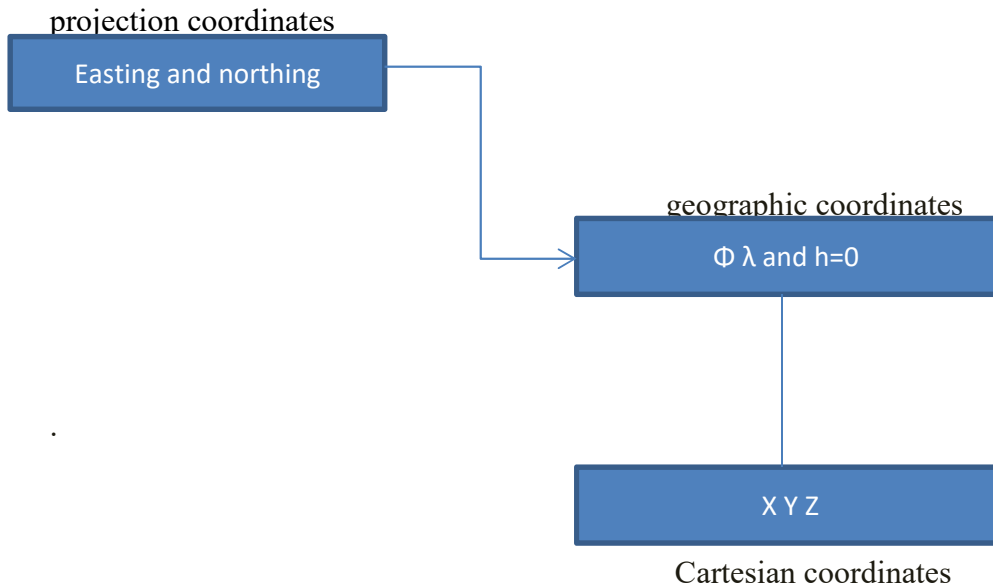 projection coordinates
Easting and northing
geographic coordinates
Φ λ and h=0
.
X Y Z
Cartesian coordinates